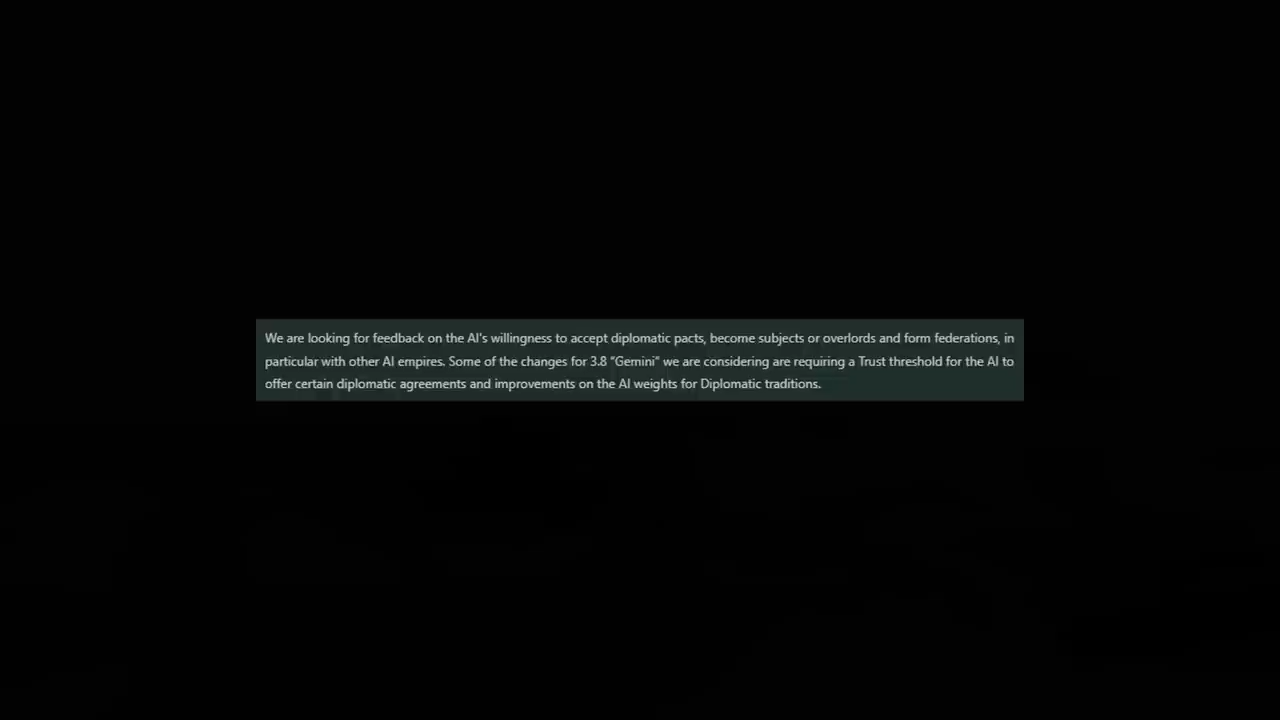 We are looking for feedback on the AI's willingness to accept diplomatic pacts, become subjects or overlords and form federations, in
particular with other AI empires. Some of the changes for 3.8 "Gemini" we are considering are requiring a Trust threshold for the AI to
offer certain diplomatic agreements and improvements on the AI weights for Diplomatic traditions.